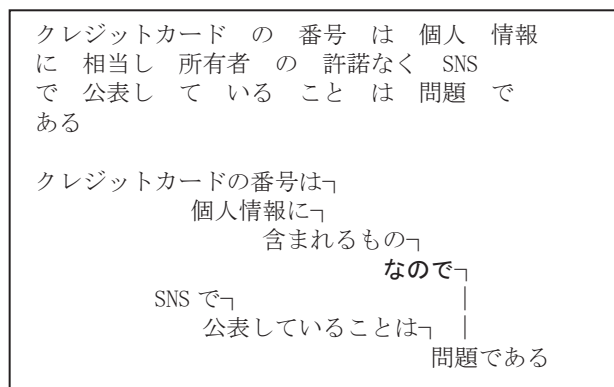 クレジットカード の 番号 は 個人 情報
に 相当し 所有者 の 許諾なく SNS
で 公表し て いる こと は 問題 で
ある
クレジットカードの番号は┐
個人情報に┐
含まれるもの┐
なので┐
SNS で┐ │
公表していることは┐ │
問題である